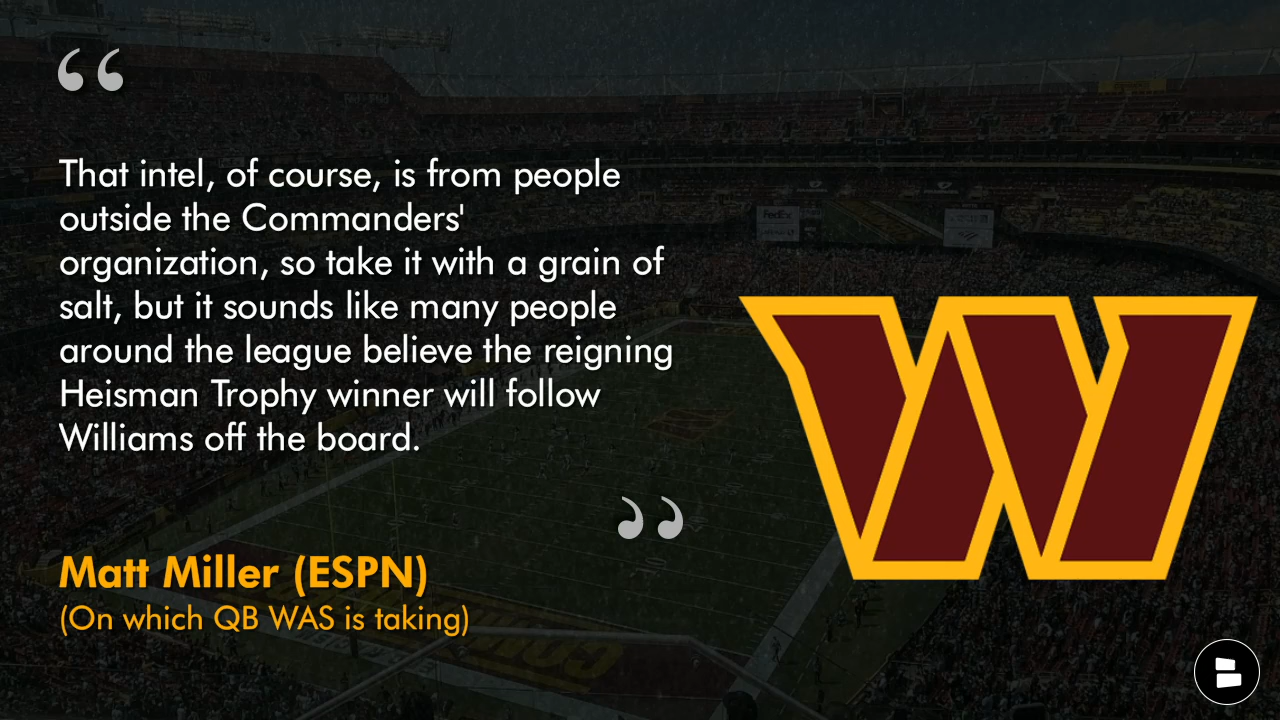 “
That intel, of course, is from people
outside the Commanders'
organization, so take it with a grain of
salt, but it sounds like many people
around the league believe the reigning
Heisman Trophy winner will follow
Williams off the board.
”
Matt Miller (ESPN)
(On which QB WAS is taking)
W
FedEx